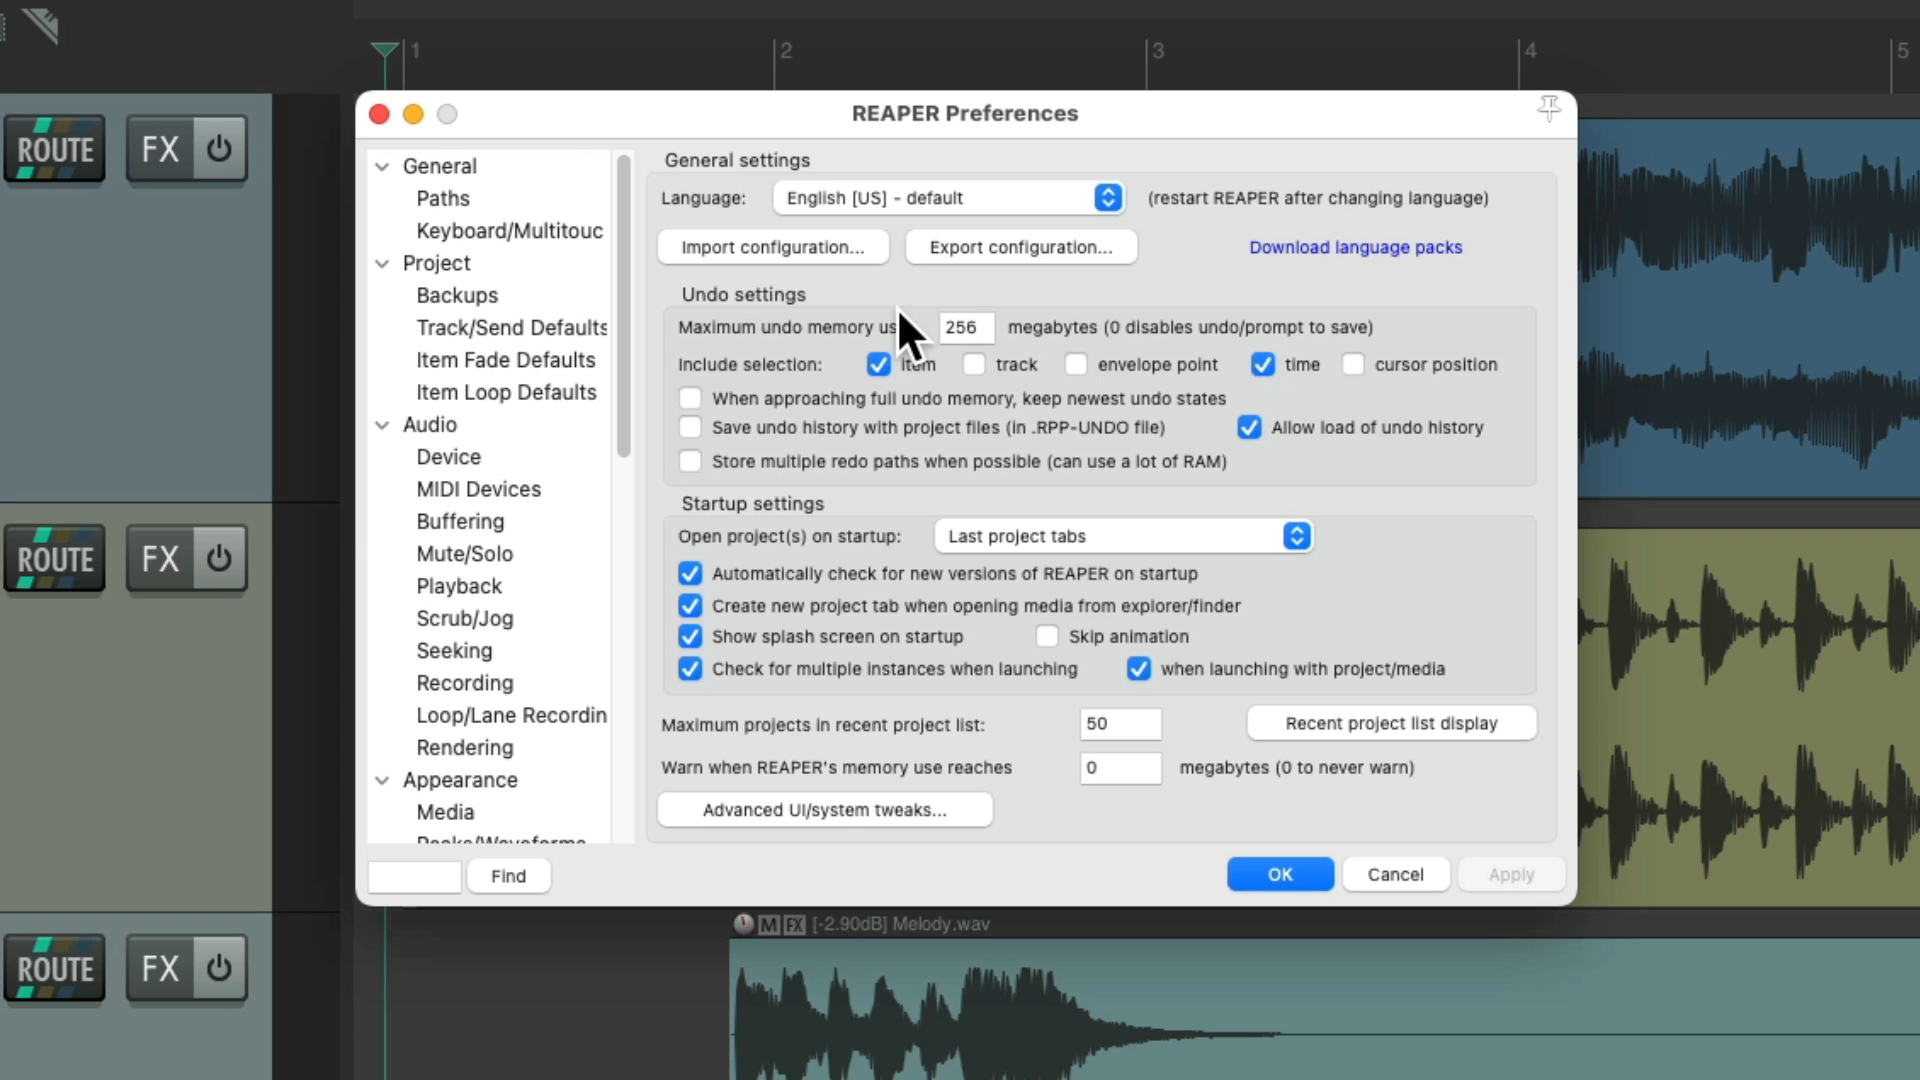 1 2 3 4 5
REAPER Preferences
ROUTE FX
General
Paths
Keyboard/Multitouc
Project
Backups
Track/Send Defaults
Item Fade Defaults
Item Loop Defaults
Audio
Device
MIDI Devices
Buffering
Mute/Solo
Playback
Scrub/Jog
Seeking
Recording
Loop/Lane Recordin
Rendering
Appearance
Media
Peaks/Waveforms
Find
General settings
Language: English [US] - default (restart REAPER after changing language)
Import configuration... Export configuration... Download language packs
Undo settings
Maximum undo memory us 256 megabytes (0 disables undo/prompt to save)
Include selection: item track envelope point time cursor position
When approaching full undo memory, keep newest undo states
Save undo history with project files (in .RPP-UNDO file) Allow load of undo history
Store multiple redo paths when possible (can use a lot of RAM)
Startup settings
Open project(s) on startup: Last project tabs
Automatically check for new versions of REAPER on startup
Create new project tab when opening media from explorer/finder
Show splash screen on startup Skip animation
Check for multiple instances when launching when launching with project/media
Maximum projects in recent project list: 50 Recent project list display
Warn when REAPER's memory use reaches 0 megabytes (0 to never warn)
Advanced UI/system tweaks...
OK Cancel Apply
ROUTE FX
M FX [-2.90dB] Melody.wav
ROUTE FX